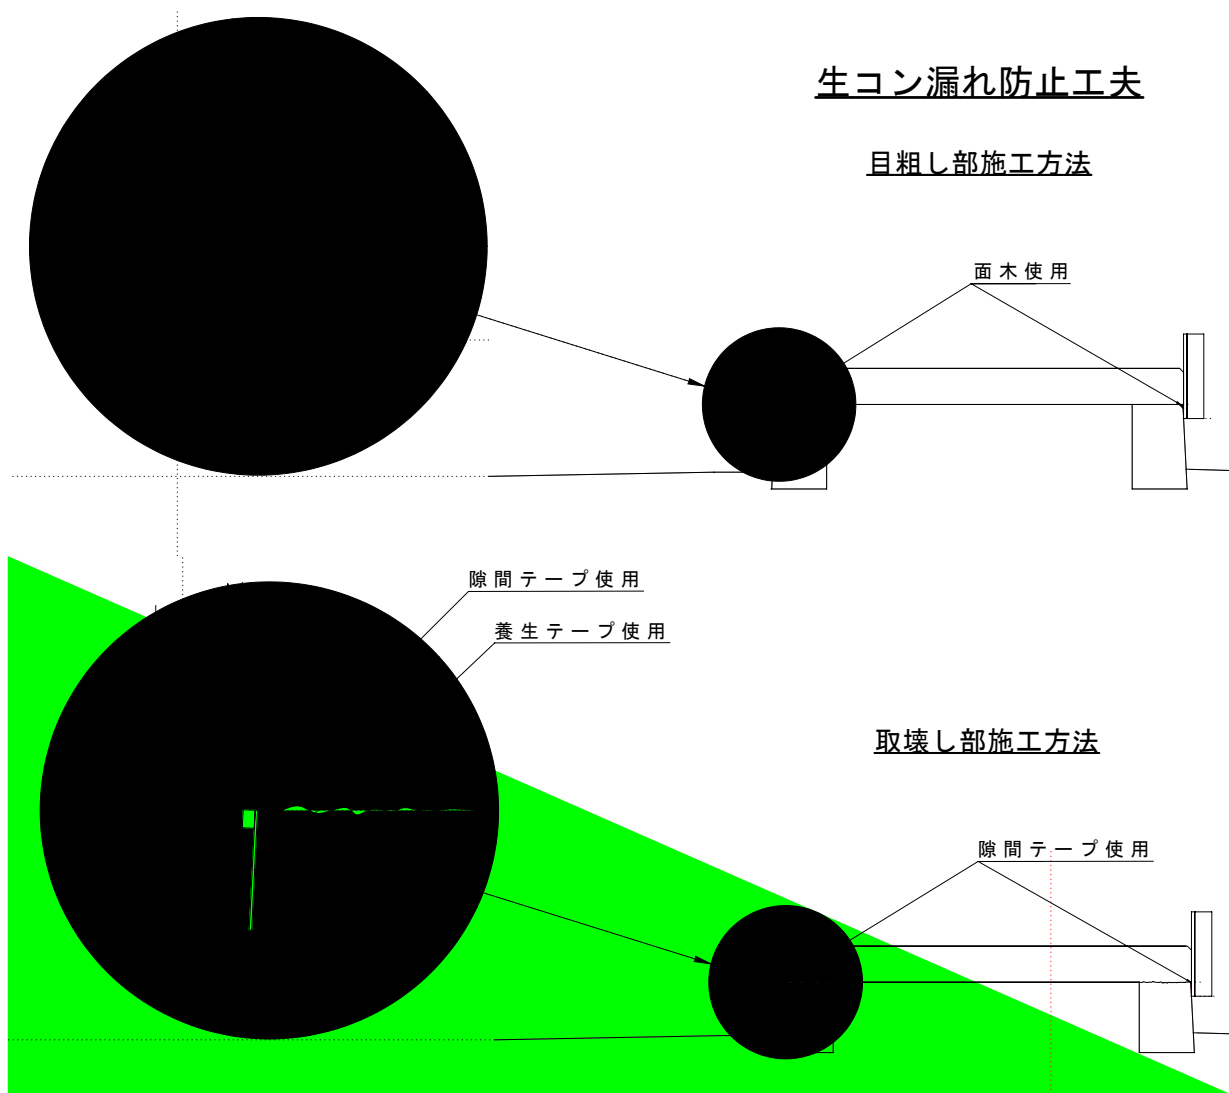 生コン漏れ防止工夫
目粗し部施工方法
面木使用
隙間テープ使用
養生テープ使用
取壊し部施工方法
隙間テープ使用